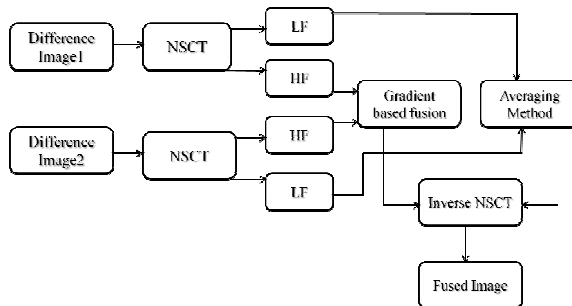 Difference
Image1
NSCT
LF
HF
Gradient
based fusion
Averaging
Method
Difference
Image2
NSCT
HF
LF
Inverse NSCT
Fused Image